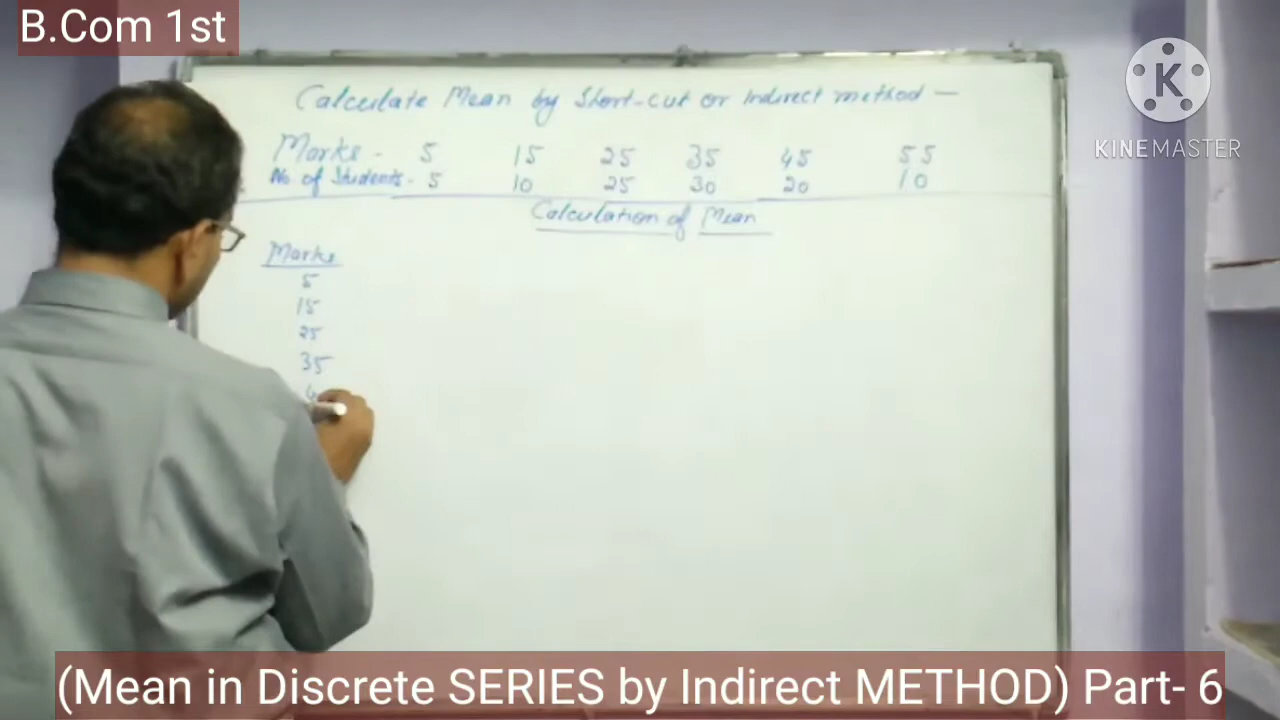 B.Com 1st
KINEMASTER
Calculate Mean by Short-cut or Indirect method —
Marks - 5 15 25 35 45 55
No of Students - 5 10 25 30 20 10
Calculation of Mean
Marks
5
15
25
35
4
(Mean in Discrete SERIES by Indirect METHOD) Part- 6